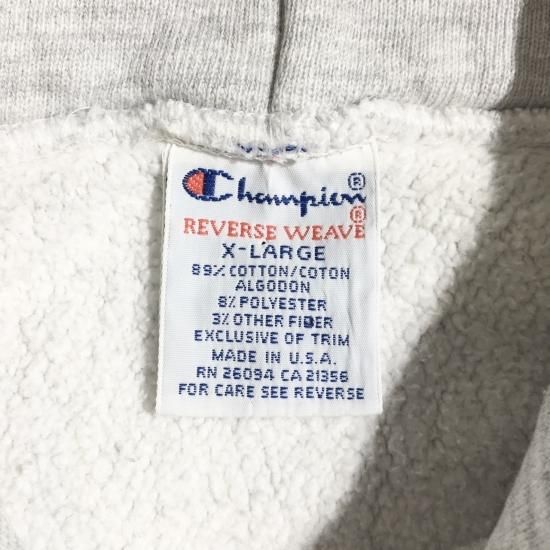 Champion®
REVERSE WEAVE®
X-LARGE
89% COTTON/COTON
ALGODON
8% POLYESTER
3% OTHER FIBER
EXCLUSIVE OF TRIM
MADE IN U.S.A.
RN 26094 CA 21356
FOR CARE SEE REVERSE